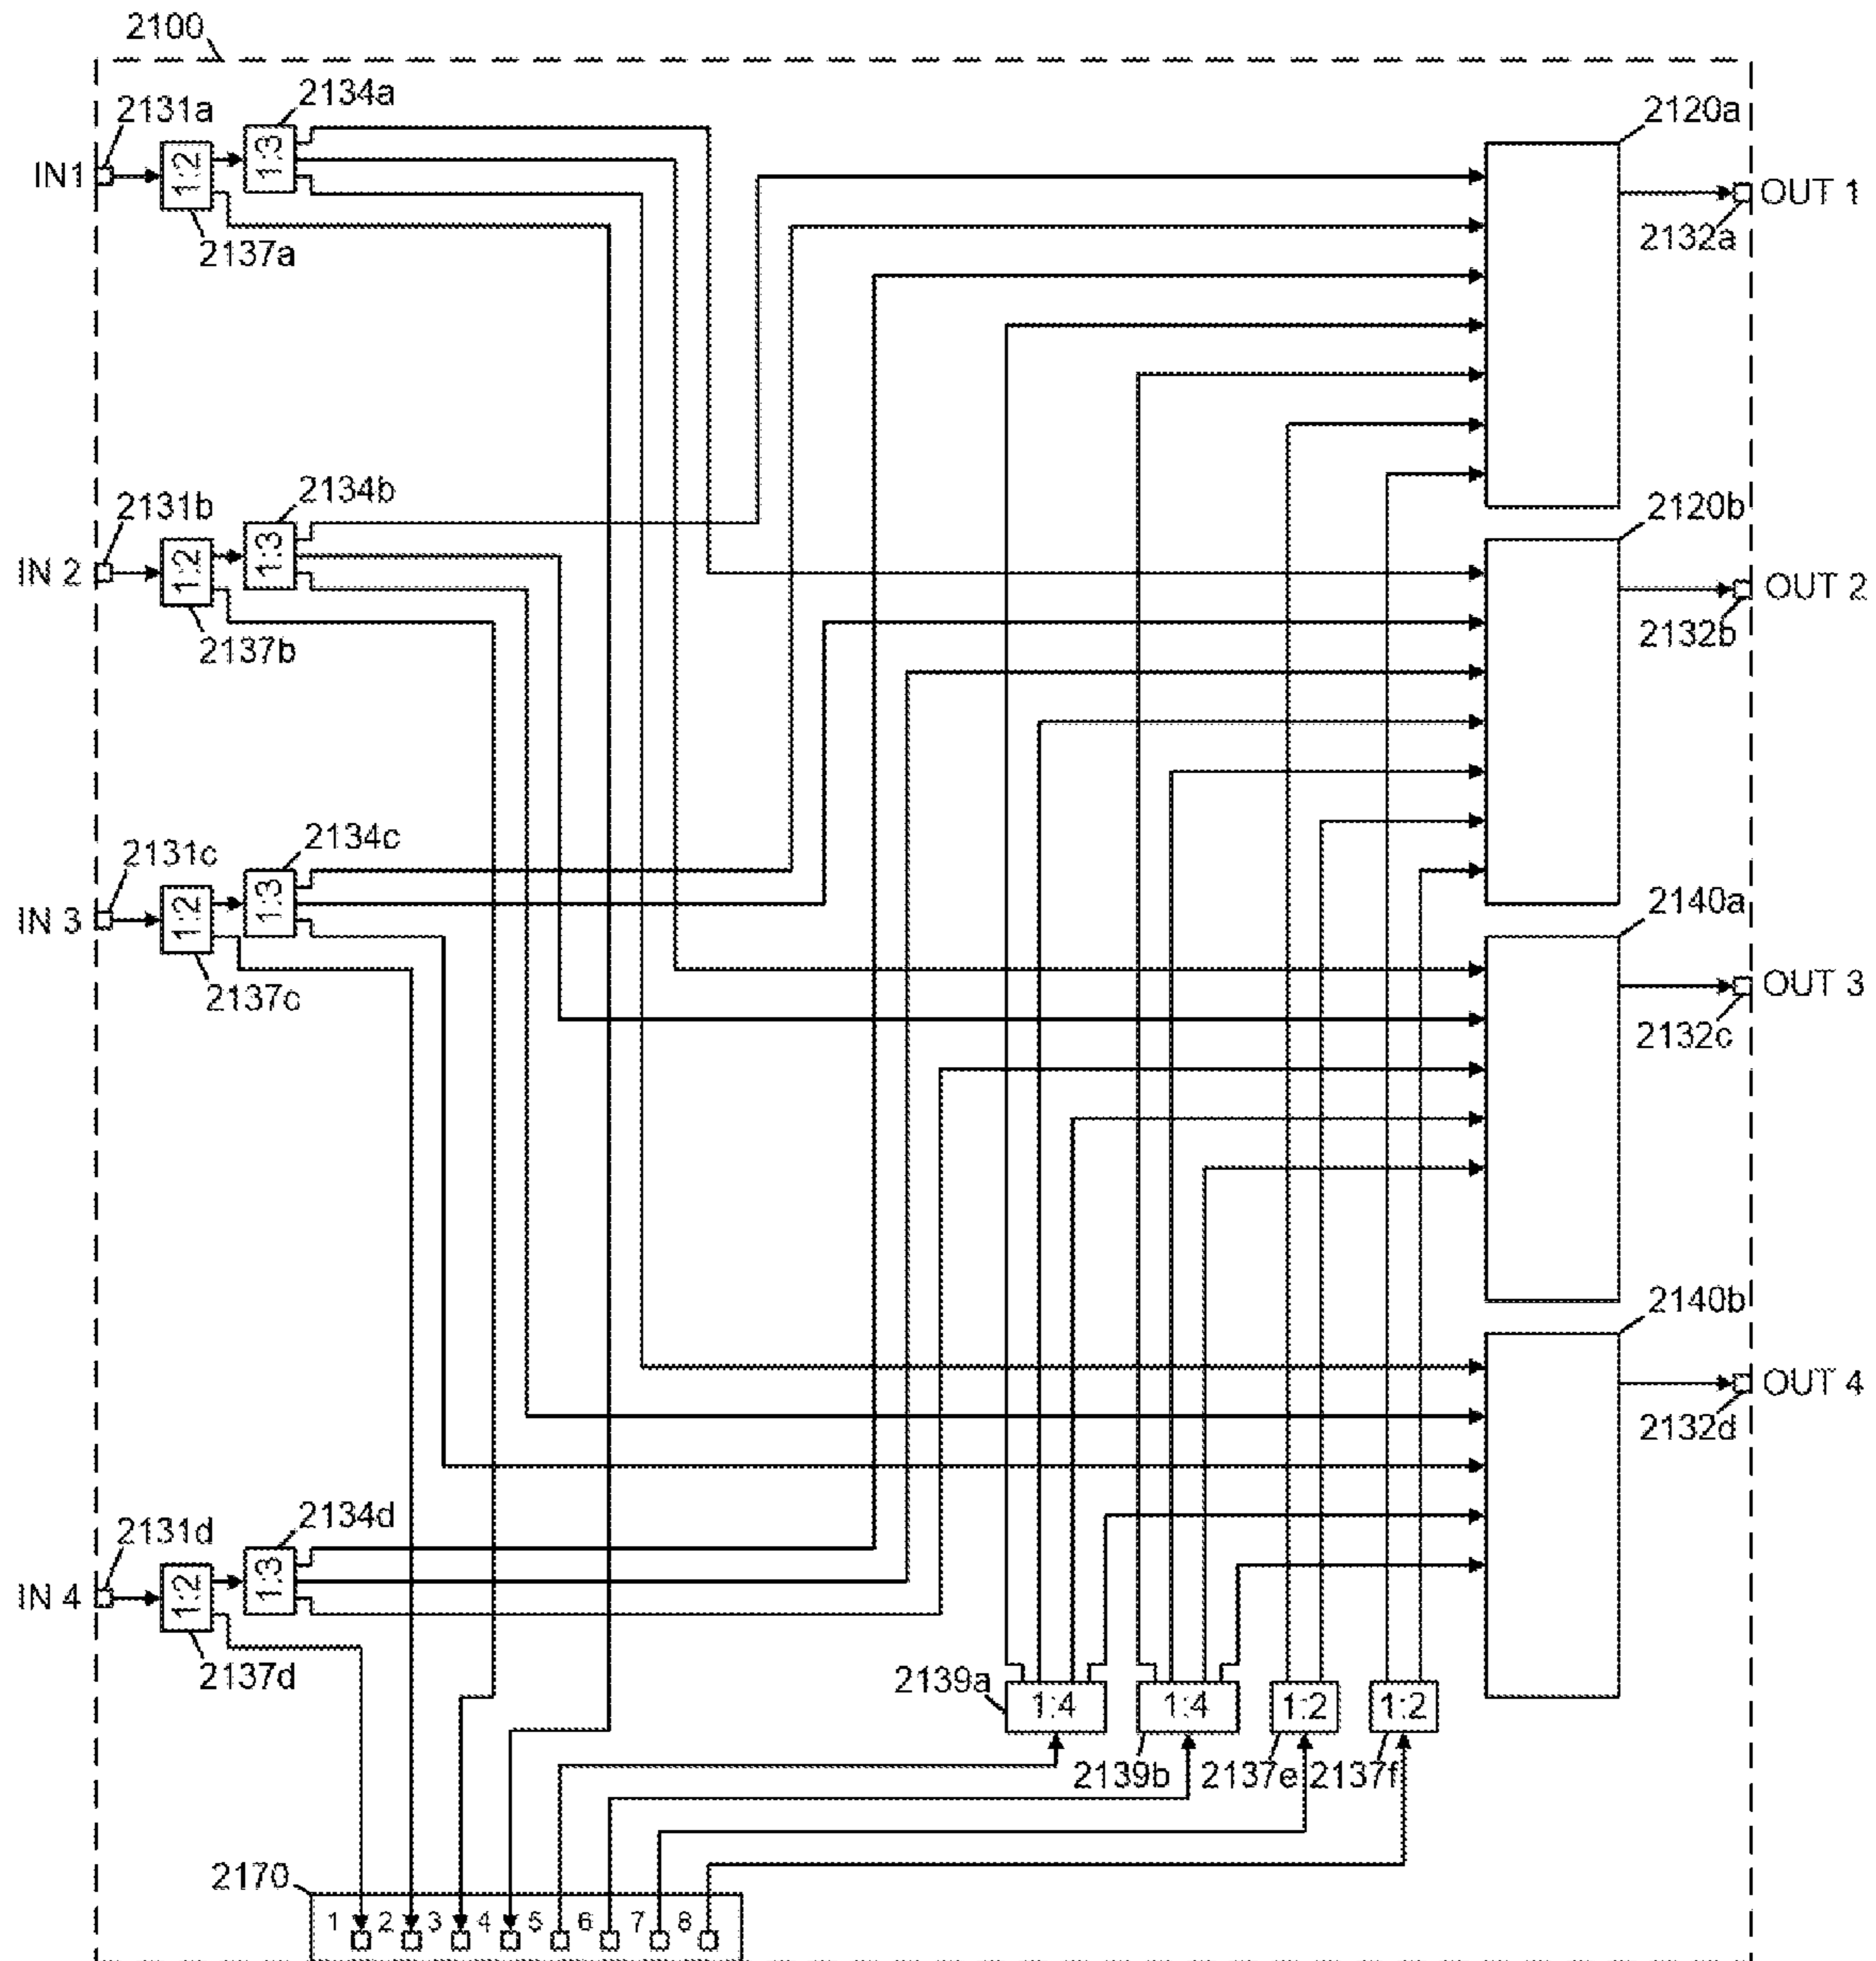 2100
2131a
2134a
2120a
IN1
1:2
1:3
OUT 1
2137a
2132a
2131b
2134b
2120b
IN 2
1:2
1:3
OUT 2
2137b
2132b
2131c
2134c
2140a
IN 3
1:2
1:3
OUT 3
2137c
2132c
2140b
OUT 4
2132d
2131d
2134d
IN 4
1:2
1:3
2137d
2139a
1:4
1:4
1:2
1:2
2139b
2137e
2137f
2170
1 2 3 4 5 6 7 8